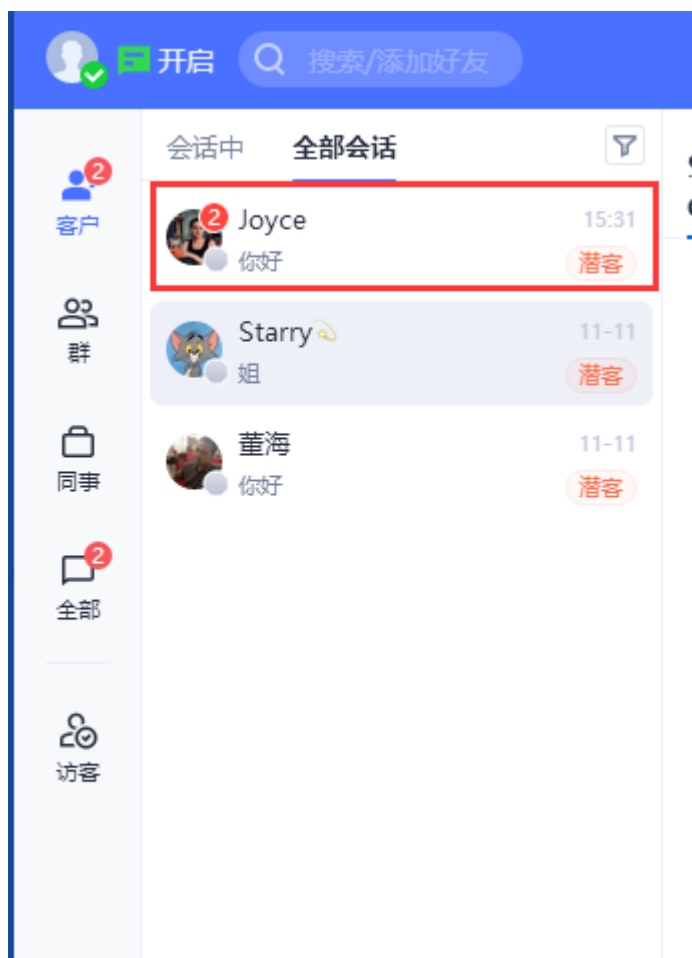 开启
搜索/添加好友
会话中 全部会话
2
客户
2 Joyce 15:31
你好 潜客
群
Starry💫 11-11
姐 潜客
同事
董海 11-11
你好 潜客
2
全部
访客